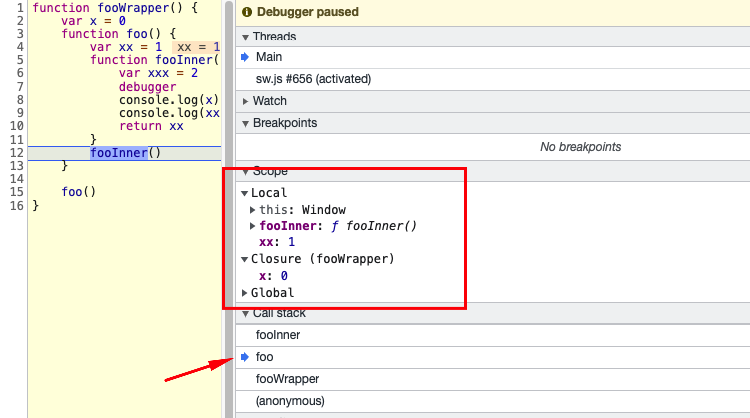 1 function fooWrapper() {
2 var x = 0
3 function foo() {
4 var xx = 1 xx = 1
5 function fooInner(
6 var xxx = 2
7 debugger
8 console.log(x)
9 console.log(xx
10 return xx
11 }
12 fooInner()
13 }
14
15 foo()
16 }
Debugger paused
Threads
Main
sw.js #656 (activated)
Watch
Breakpoints
No breakpoints
Scope
Local
this: Window
fooInner: ƒ fooInner()
xx: 1
Closure (fooWrapper)
x: 0
Global
Call stack
fooInner
foo
fooWrapper
(anonymous)